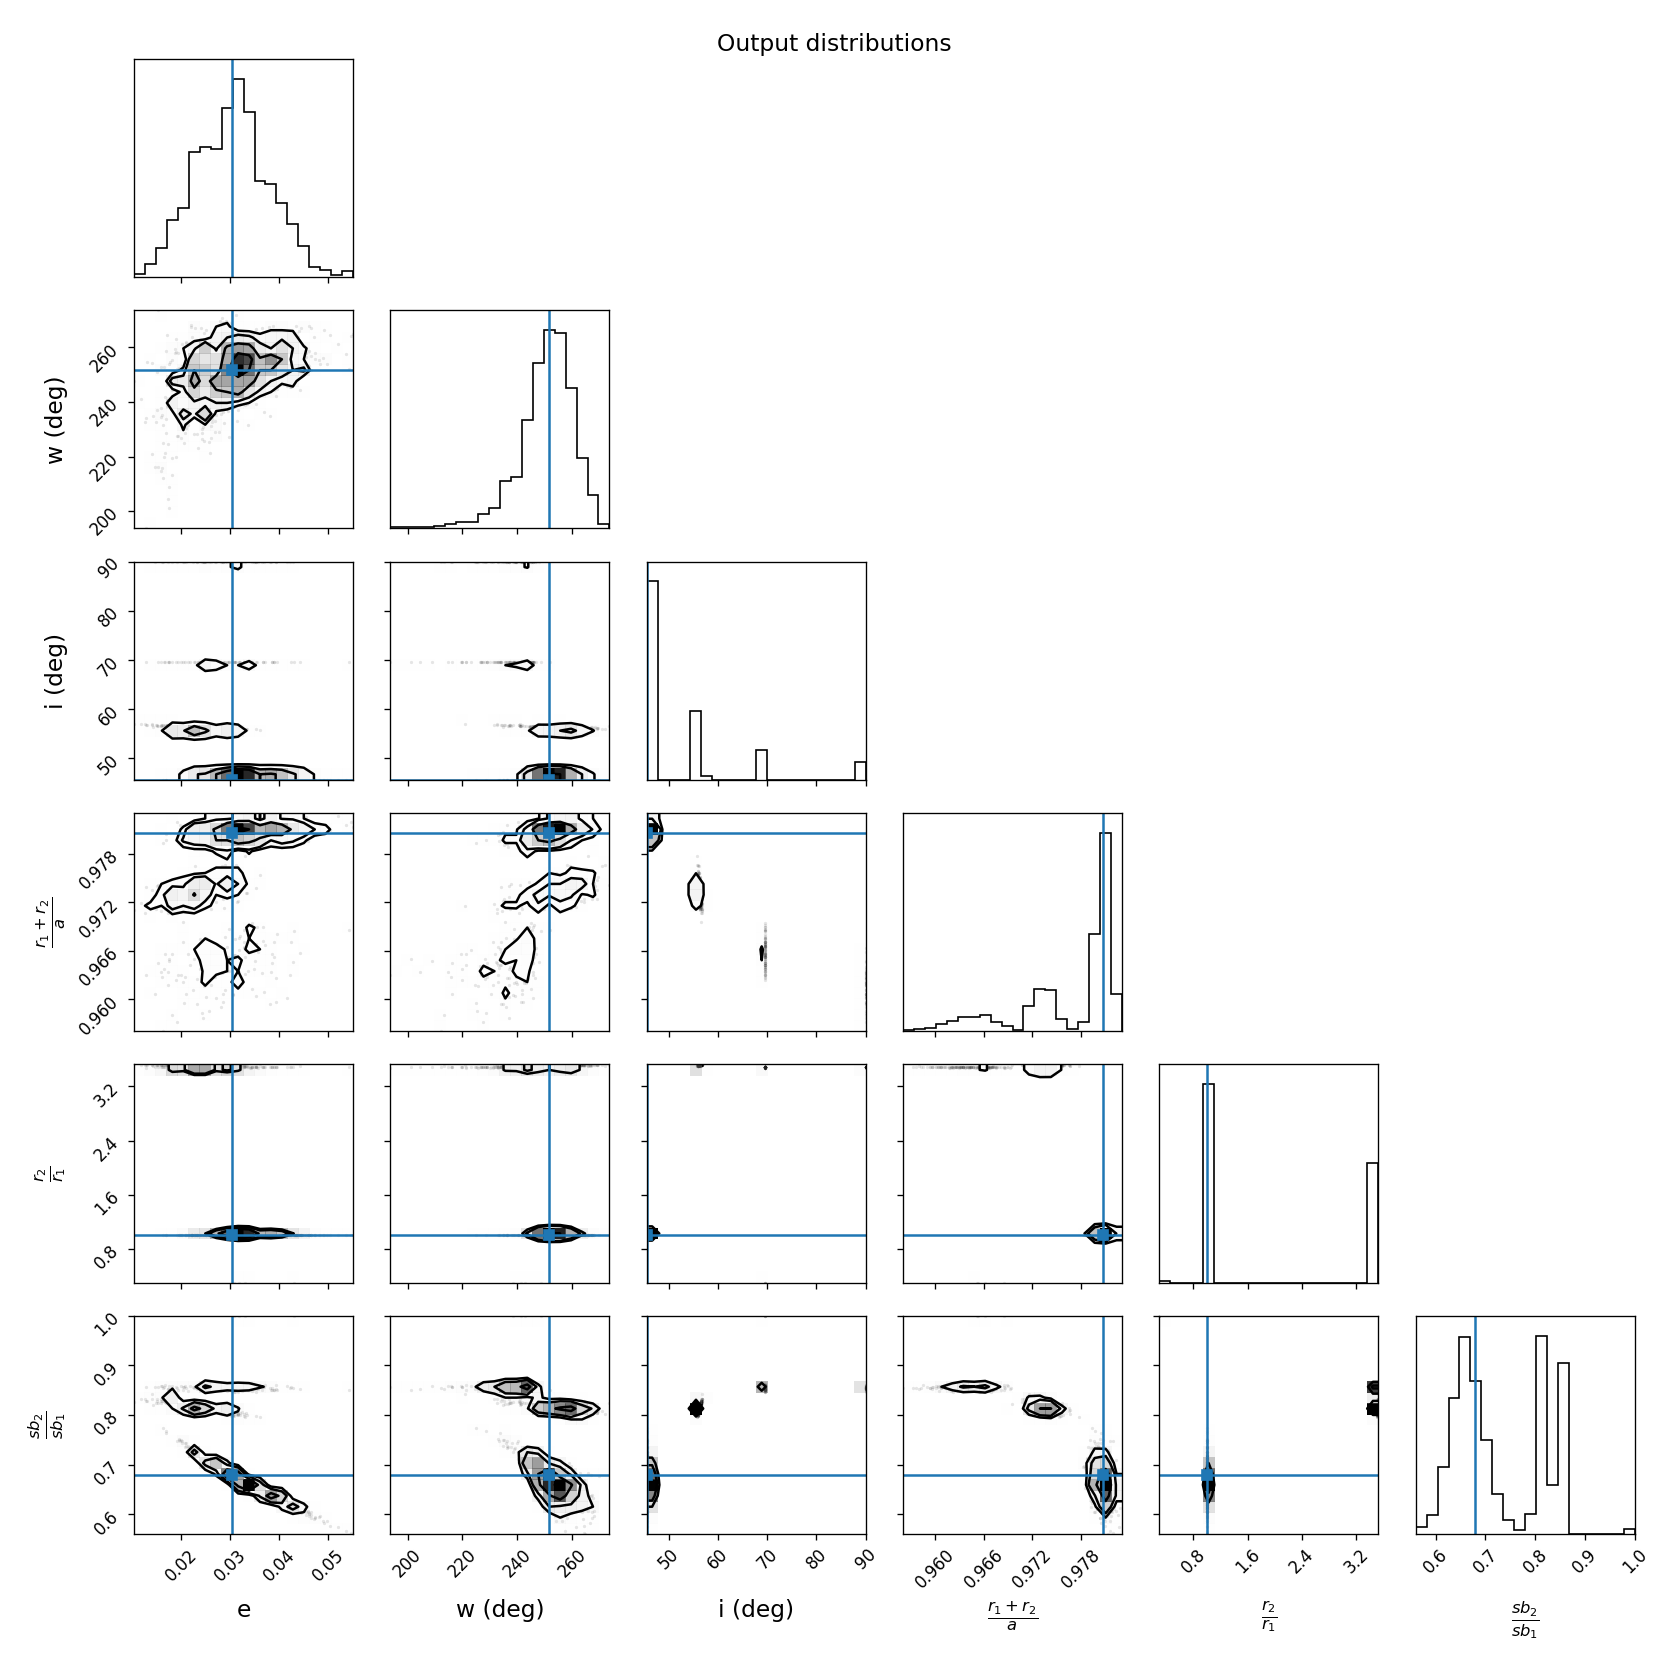 Output distributions
w (deg)
260
240
220
200
i (deg)
90
80
70
60
50
r₁ + r₂
a
0.978
0.972
0.966
0.960
r₂
r₁
3.2
2.4
1.6
0.8
sb₂
sb₁
1.0
0.9
0.8
0.7
0.6
0.02 0.03 0.04 0.05 200 220 240 260 50 60 70 80 90 0.960 0.966 0.972 0.978 0.8 1.6 2.4 3.2 0.6 0.7 0.8 0.9 1.0
e w (deg) i (deg) r₁ + r₂ r₂ sb₂
a r₁ sb₁